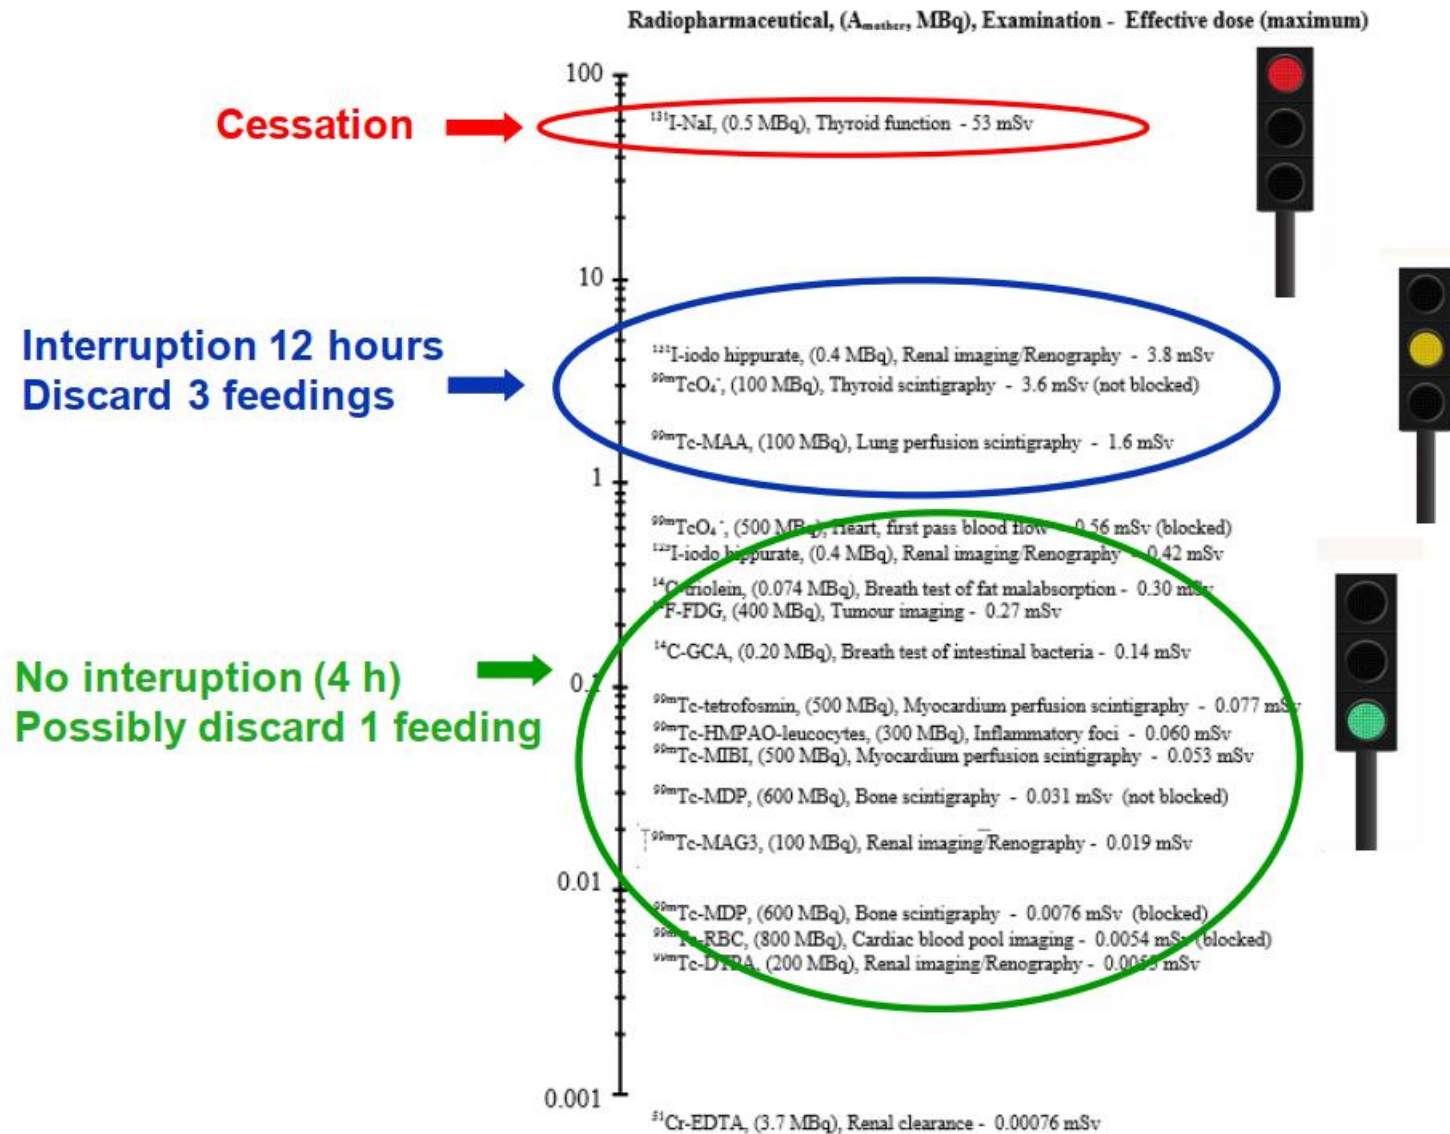 Radiopharmaceutical, (Amother, MBq), Examination - Effective dose (maximum)
100
Cessation
¹³¹I-NaI, (0.5 MBq), Thyroid function - 53 mSv
10
Interruption 12 hours
Discard 3 feedings
¹³¹I-iodo hippurate, (0.4 MBq), Renal imaging/Renography - 3.8 mSv
⁹⁹ᵐTcO₄⁻, (100 MBq), Thyroid scintigraphy - 3.6 mSv (not blocked)
⁹⁹ᵐTc-MAA, (100 MBq), Lung perfusion scintigraphy - 1.6 mSv
1
⁹⁹ᵐTcO₄⁻, (500 MBq), Heart, first pass blood flow - 0.56 mSv (blocked)
I-iodo hippurate, (0.4 MBq), Renal imaging/Renography - 0.42 mSv
¹⁴C-triolein, (0.074 MBq), Breath test of fat malabsorption - 0.30 mSv
F-FDG, (400 MBq), Tumour imaging - 0.27 mSv
¹⁴C-GCA, (0.20 MBq), Breath test of intestinal bacteria - 0.14 mSv
No interuption (4 h)
Possibly discard 1 feeding
0.1
⁹⁹ᵐTc-tetrofosmin, (500 MBq), Myocardium perfusion scintigraphy - 0.077 mSv
⁹⁹ᵐTc-HMPAO-leucocytes, (300 MBq), Inflammatory foci - 0.060 mSv
⁹⁹ᵐTc-MIBI, (500 MBq), Myocardium perfusion scintigraphy - 0.053 mSv
⁹⁹ᵐTc-MDP, (600 MBq), Bone scintigraphy - 0.031 mSv (not blocked)
⁹⁹ᵐTc-MAG3, (100 MBq), Renal imaging/Renography - 0.019 mSv
0.01
⁹⁹ᵐTc-MDP, (600 MBq), Bone scintigraphy - 0.0076 mSv (blocked)
⁹⁹ᵐTc-RBC, (800 MBq), Cardiac blood pool imaging - 0.0054 mSv (blocked)
⁹⁹ᵐTc-DTPA, (200 MBq), Renal imaging/Renography - mSv
0.001
⁵¹Cr-EDTA, (3.7 MBq), Renal clearance - 0.00076 mSv